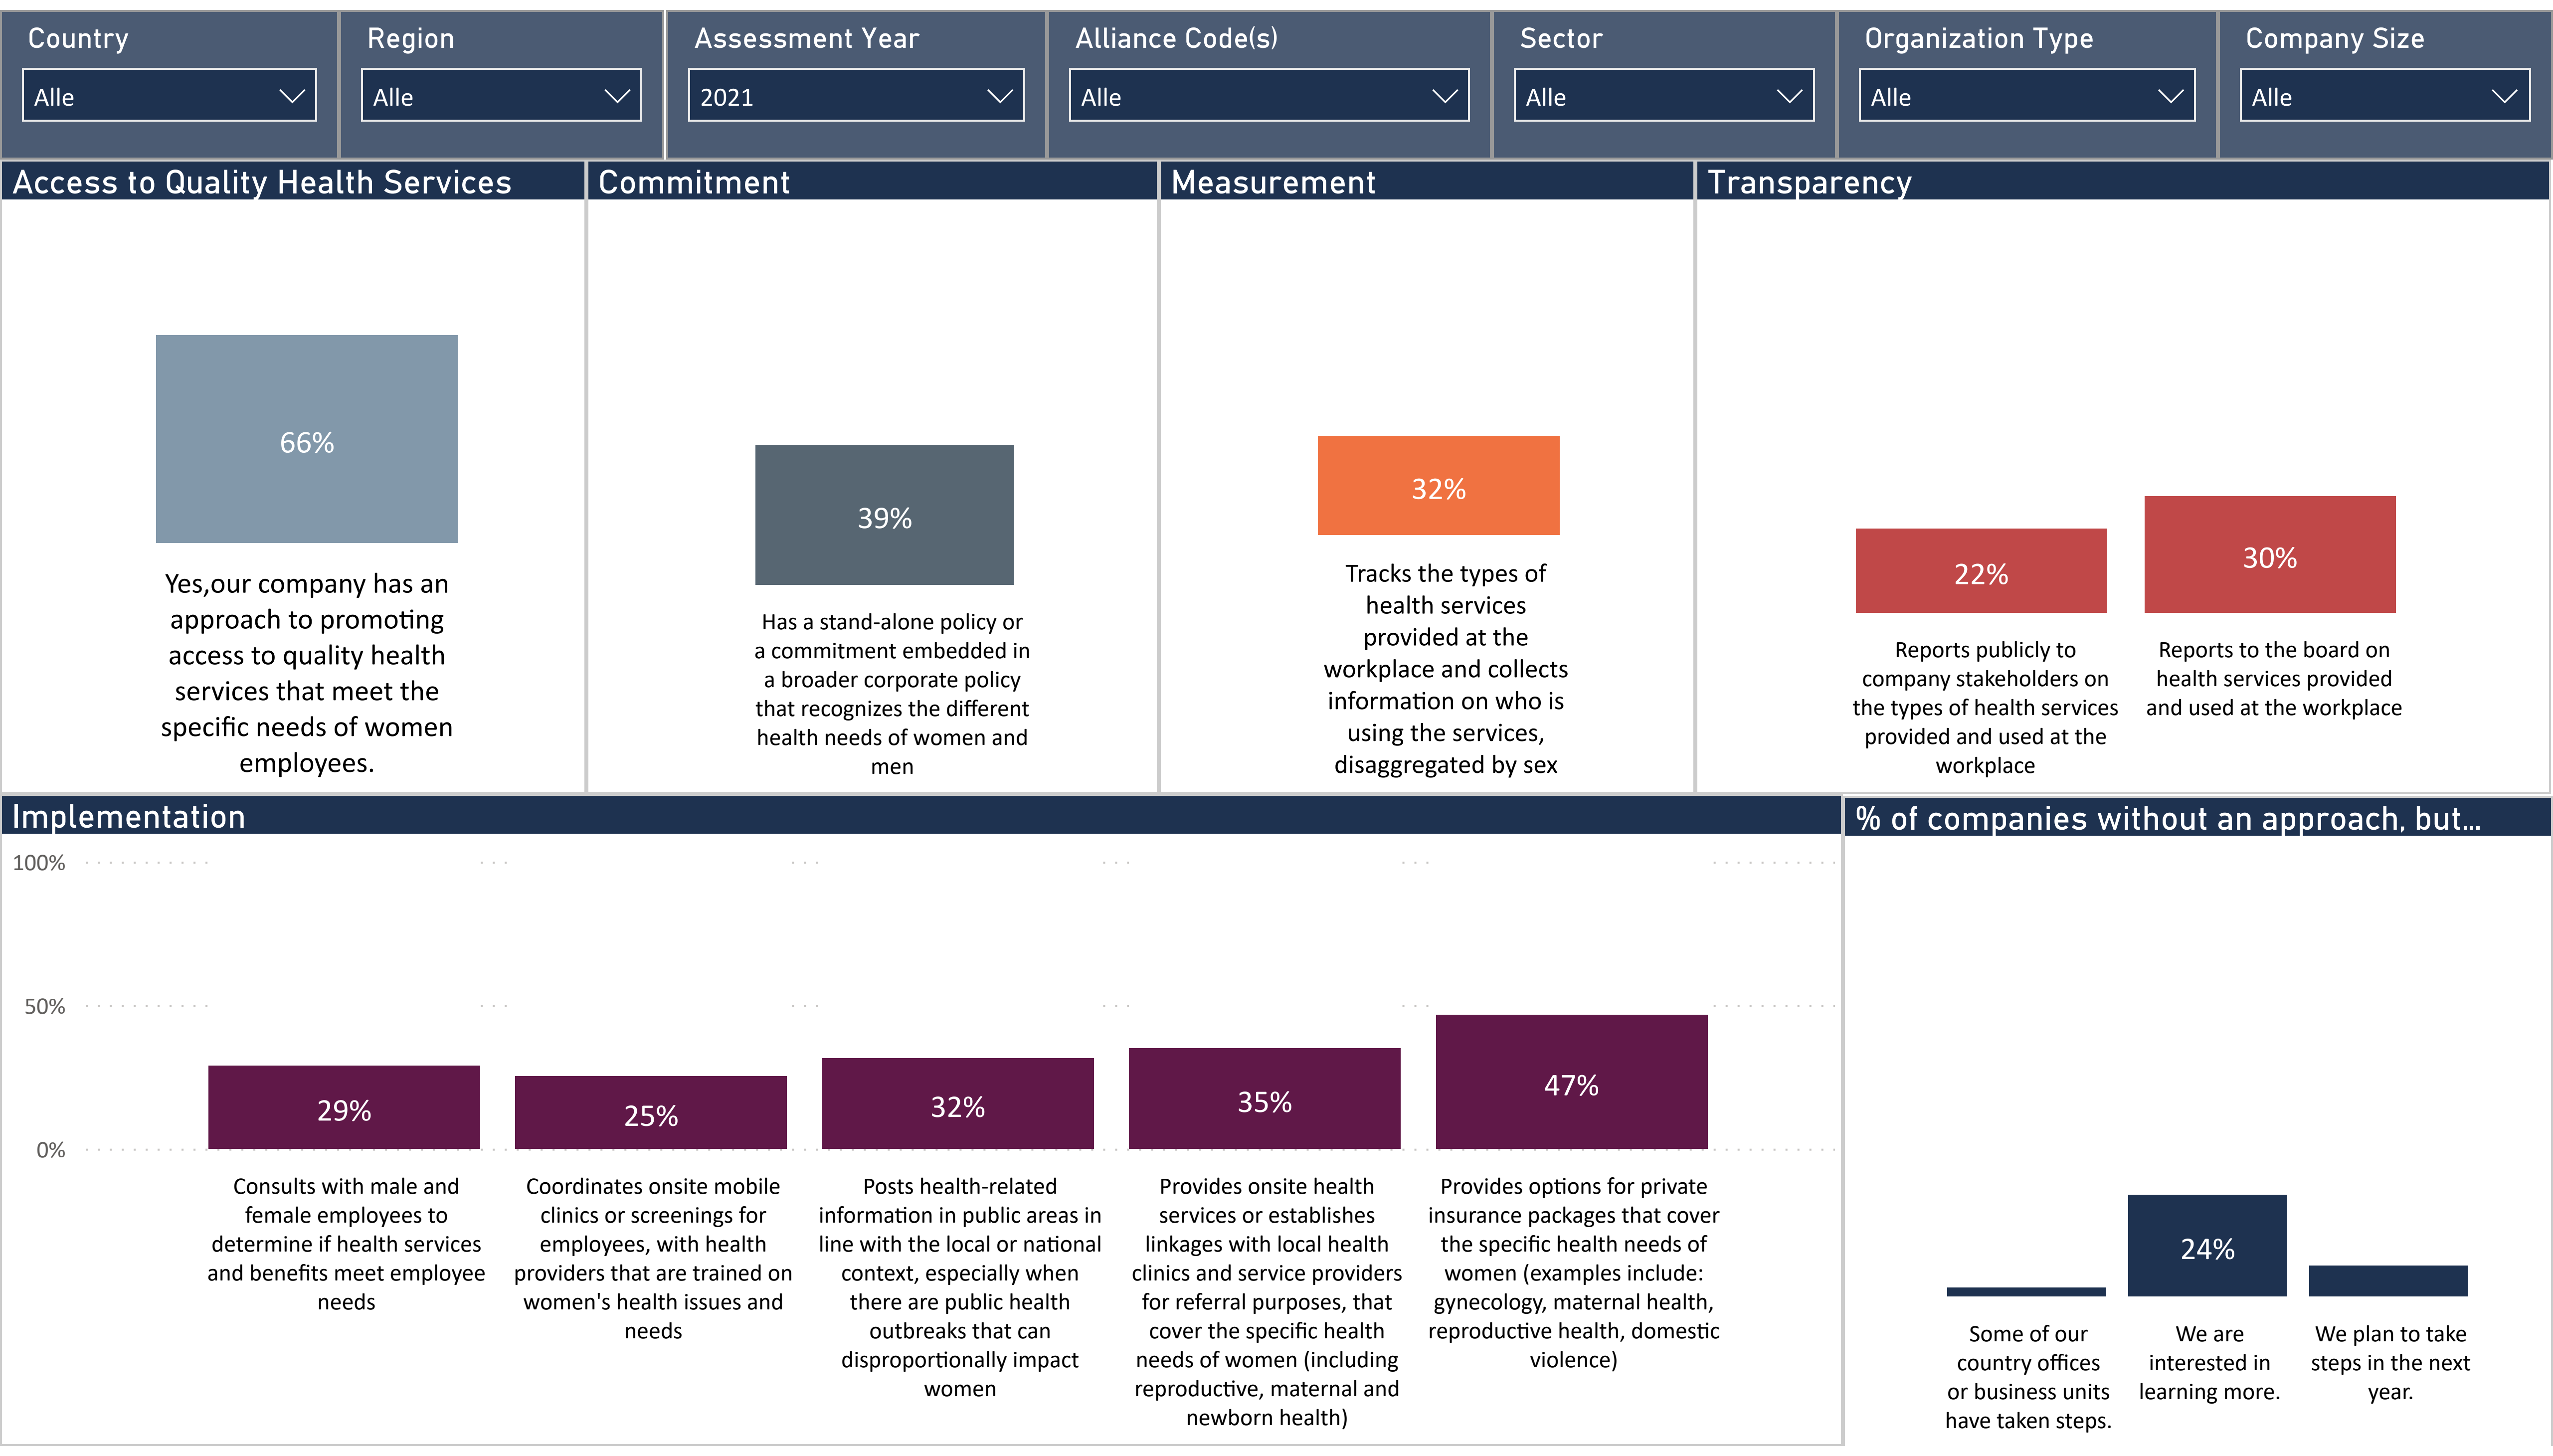 Country
Region
Assessment Year
Alliance Code(s)
Sector
Organization Type
Company Size
Alle
Alle
2021
Alle
Alle
Alle
Alle
Access to Quality Health Services
66%
Yes,our company has an
approach to promoting
access to quality health
services that meet the
specific needs of women
employees.
Commitment
39%
Has a stand-alone policy or
a commitment embedded in
a broader corporate policy
that recognizes the different
health needs of women and
men
Measurement
32%
Tracks the types of
health services
provided at the
workplace and collects
information on who is
using the services,
disaggregated by sex
Transparency
22%
Reports publicly to
company stakeholders on
the types of health services
provided and used at the
workplace
30%
Reports to the board on
health services provided
and used at the workplace
Implementation
100%
50%
0%
29%
Consults with male and
female employees to
determine if health services
and benefits meet employee
needs
25%
Coordinates onsite mobile
clinics or screenings for
employees, with health
providers that are trained on
women's health issues and
needs
32%
Posts health-related
information in public areas in
line with the local or national
context, especially when
there are public health
outbreaks that can
disproportionally impact
women
35%
Provides onsite health
services or establishes
linkages with local health
clinics and service providers
for referral purposes, that
cover the specific health
needs of women (including
reproductive, maternal and
newborn health)
47%
Provides options for private
insurance packages that cover
the specific health needs of
women (examples include:
gynecology, maternal health,
reproductive health, domestic
violence)
% of companies without an approach, but...
Some of our
country offices
or business units
have taken steps.
24%
We are
interested in
learning more.
We plan to take
steps in the next
year.